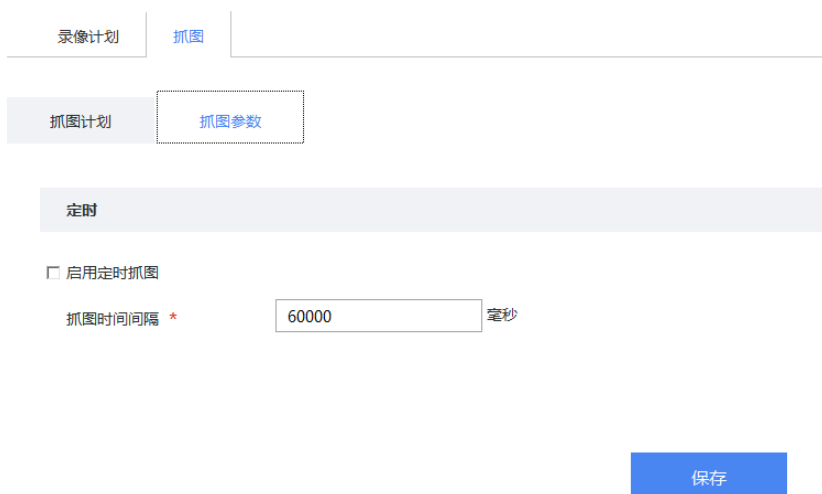 录像计划 抓图
抓图计划 抓图参数
定时
启用定时抓图
抓图时间间隔 * 60000 毫秒
保存